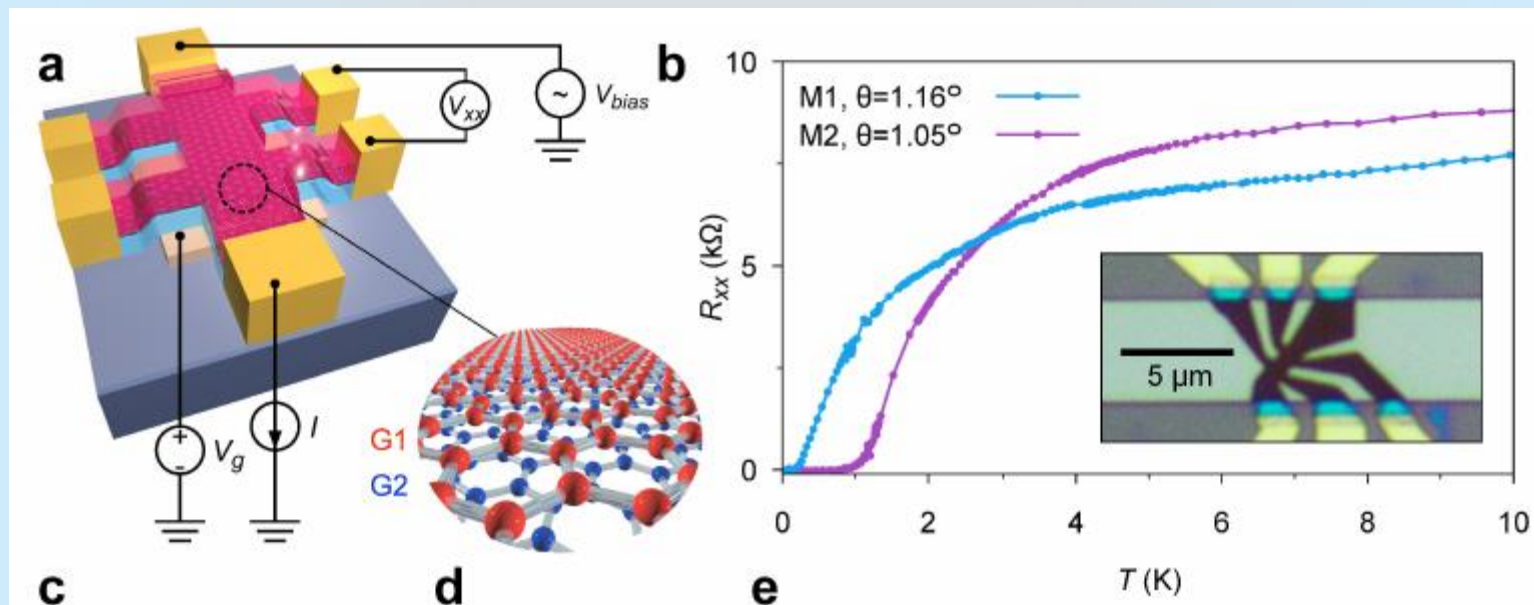 a
V_xx
~
V_bias
+
-
V_g
I
G1
G2
b
10
5
0
R_xx (kΩ)
M1, θ=1.16°
M2, θ=1.05°
5 µm
0 2 4 6 8 10
T (K)
c d e